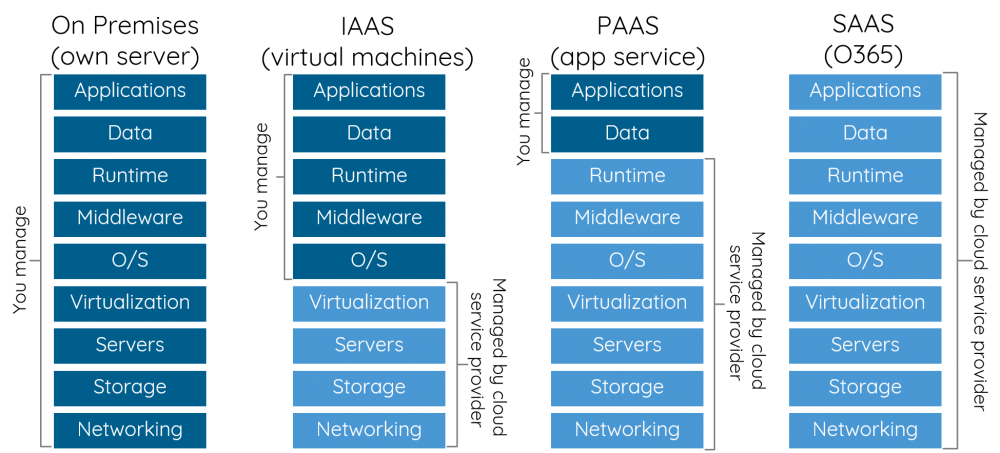 On Premises
(own server)
You manage
Applications
Data
Runtime
Middleware
O/S
Virtualization
Servers
Storage
Networking
IAAS
(virtual machines)
You manage
Applications
Data
Runtime
Middleware
O/S
Virtualization
Servers
Storage
Networking
Managed by cloud
service provider
PAAS
(app service)
You manage
Applications
Data
Runtime
Middleware
O/S
Virtualization
Servers
Storage
Networking
Managed by cloud
service provider
SAAS
(O365)
Applications
Data
Runtime
Middleware
O/S
Virtualization
Servers
Storage
Networking
Managed by cloud service provider